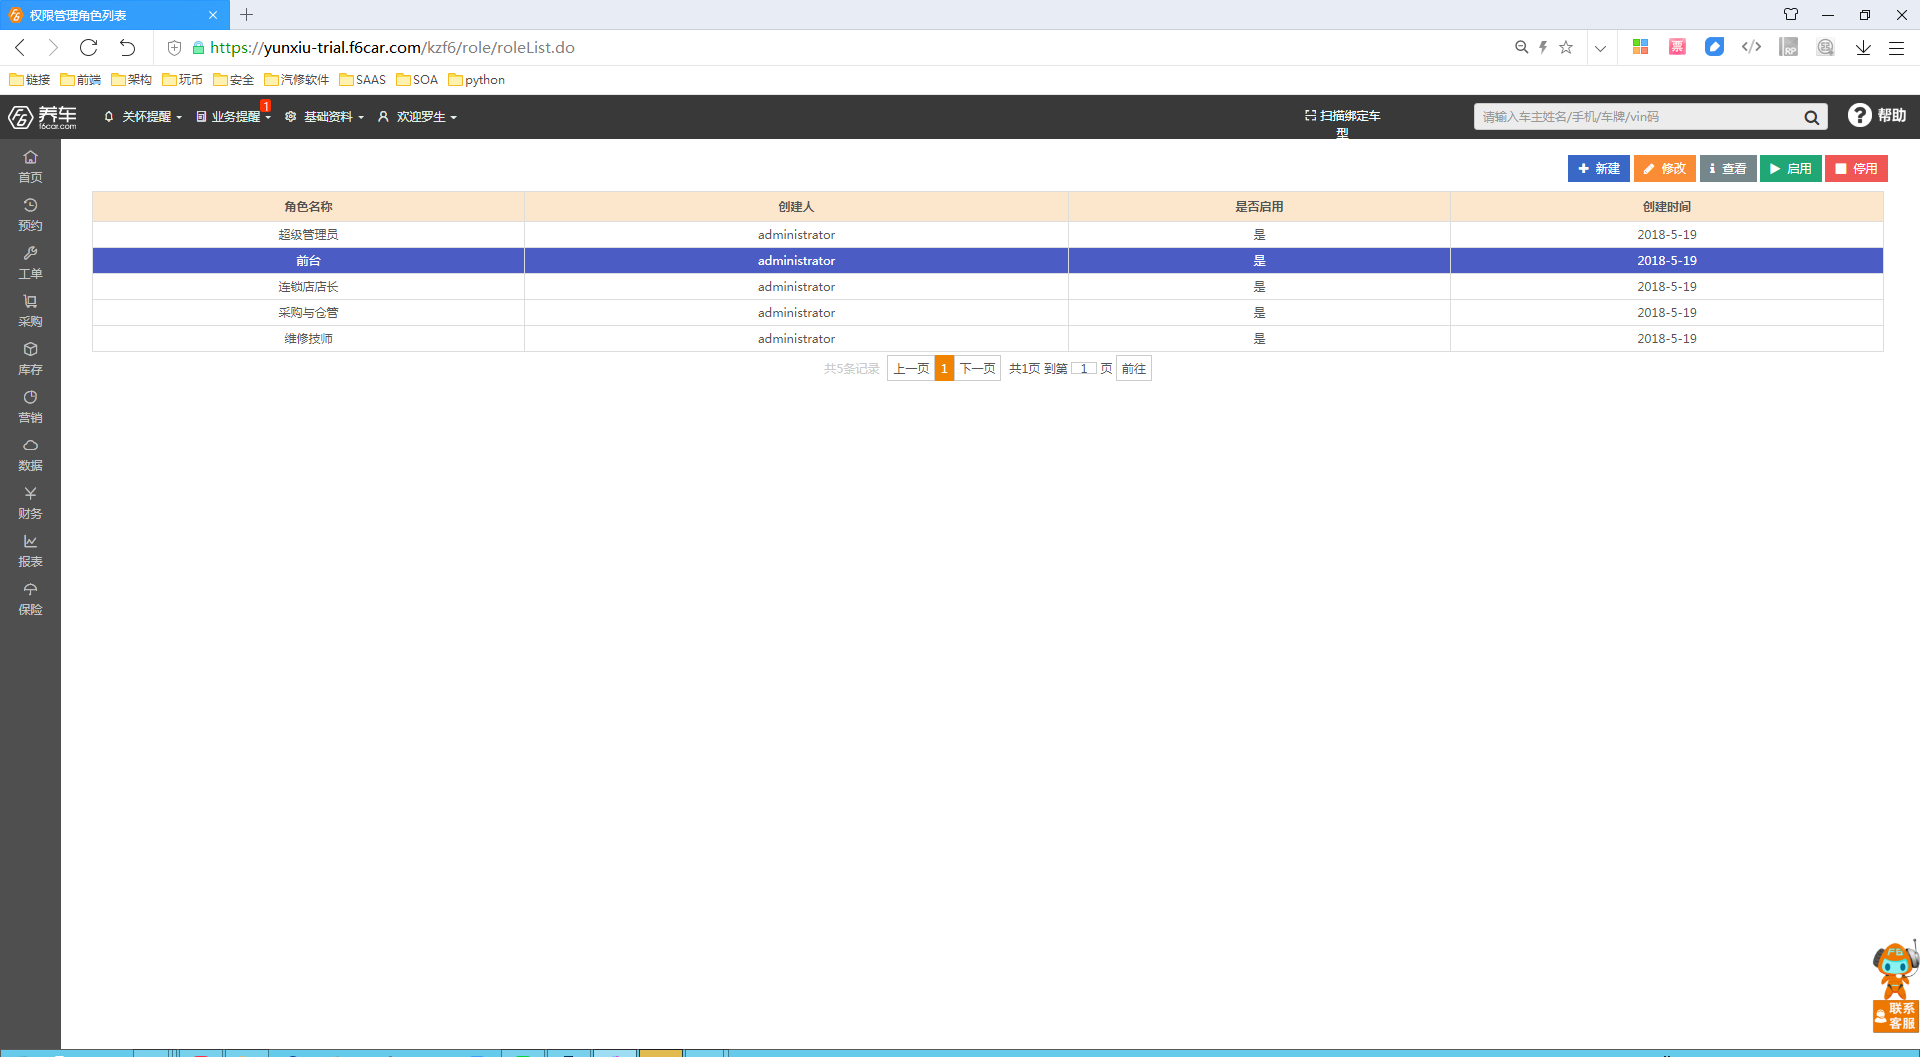 权限管理角色列表
https://yunxiu-trial.f6car.com/kzf6/role/roleList.do
票
RP
链接 前端 架构 玩币 安全 汽修软件 SAAS SOA python
F6 养车 f6car.com
关怀提醒 业务提醒 1 基础资料 欢迎罗生
扫描绑定车型
请输入车主姓名/手机/车牌/vin码
帮助
首页
预约
工单
采购
库存
营销
数据
财务
报表
保险
新建 修改 查看 启用 停用
角色名称 创建人 是否启用 创建时间
超级管理员 administrator 是 2018-5-19
前台 administrator 是 2018-5-19
连锁店店长 administrator 是 2018-5-19
采购与仓管 administrator 是 2018-5-19
维修技师 administrator 是 2018-5-19
共5条记录 上一页 1 下一页 共1页 到第 1 页 前往
F6
联系
客服